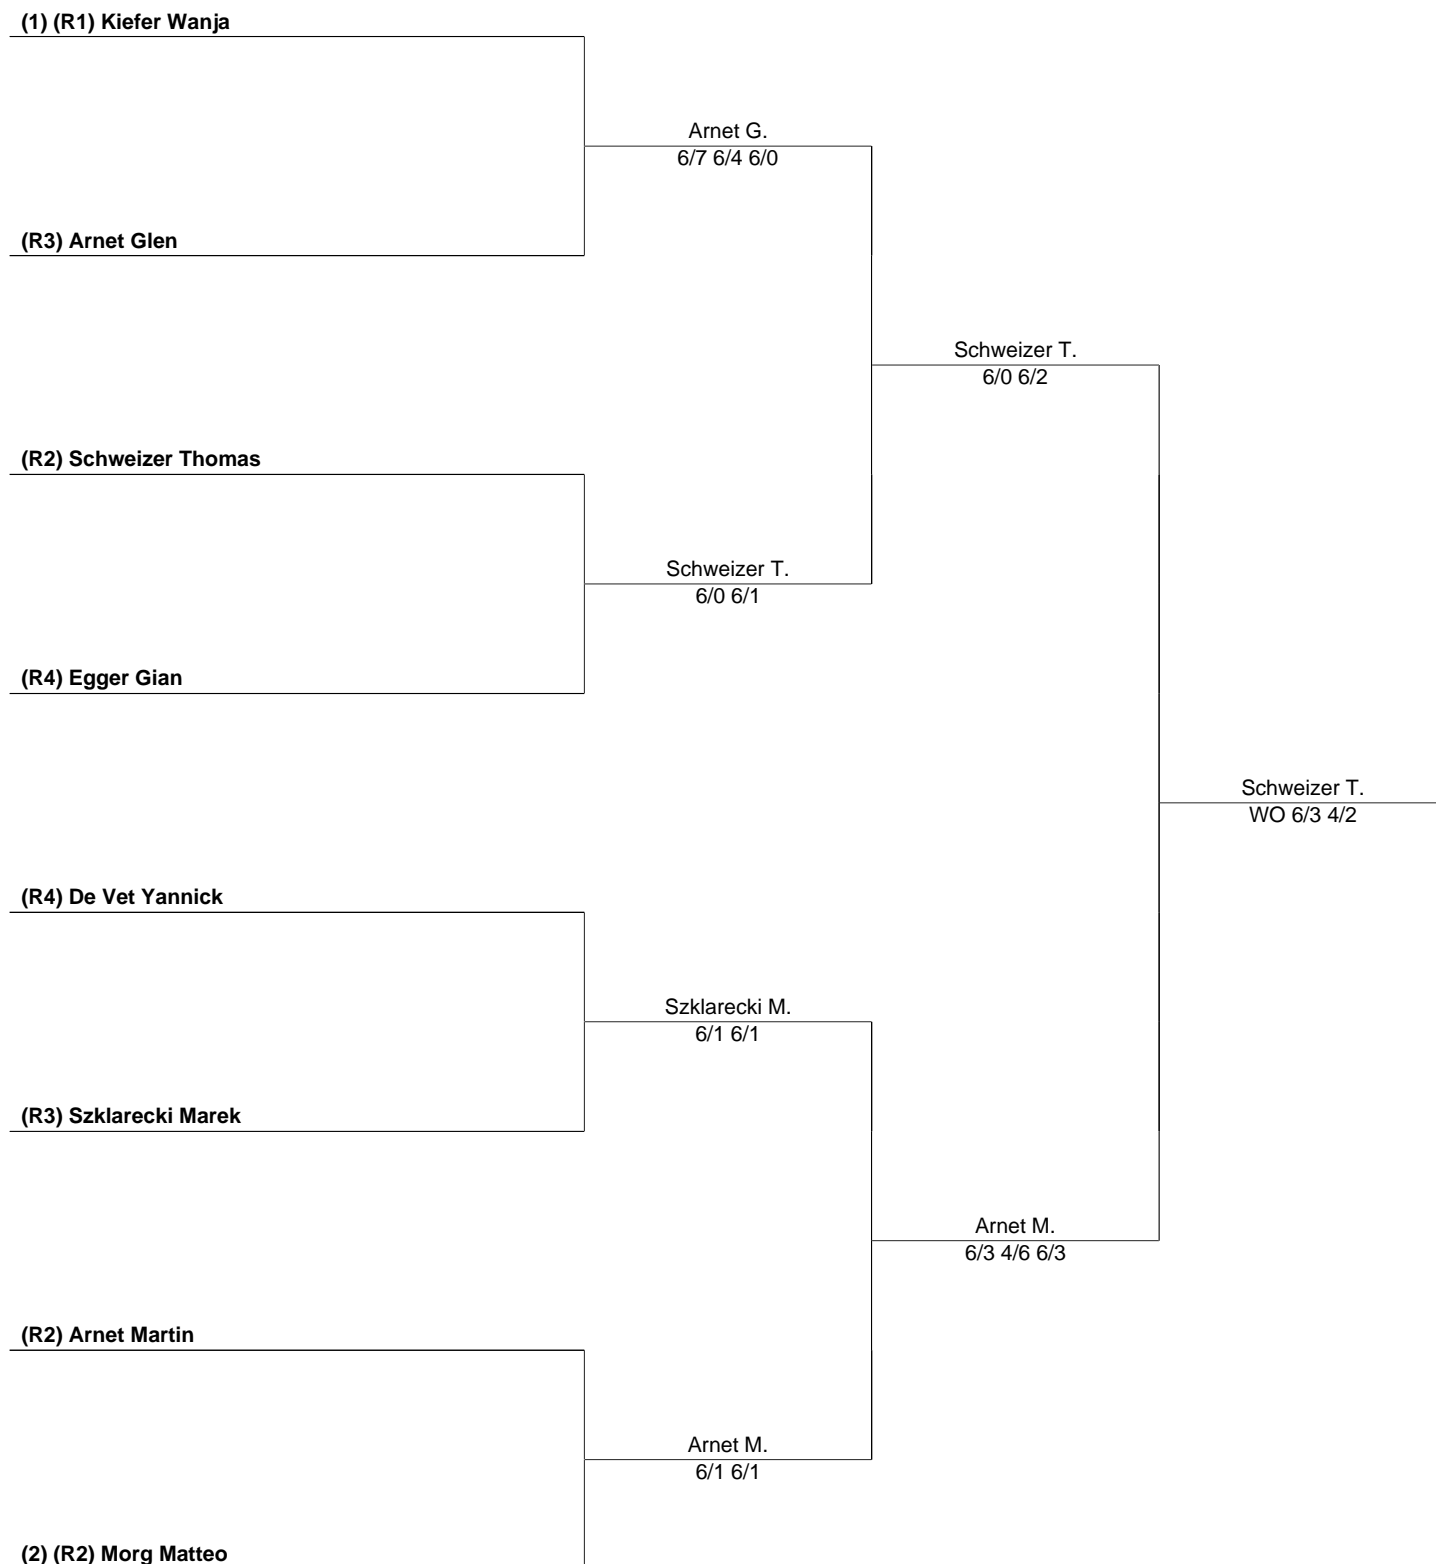 (1) (R1) Kiefer Wanja
Arnet G.
6/7 6/4 6/0
(R3) Arnet Glen
Schweizer T.
6/0 6/2
(R2) Schweizer Thomas
Schweizer T.
6/0 6/1
(R4) Egger Gian
Schweizer T.
WO 6/3 4/2
(R4) De Vet Yannick
Szklarecki M.
6/1 6/1
(R3) Szklarecki Marek
Arnet M.
6/3 4/6 6/3
(R2) Arnet Martin
Arnet M.
6/1 6/1
(2) (R2) Morg Matteo